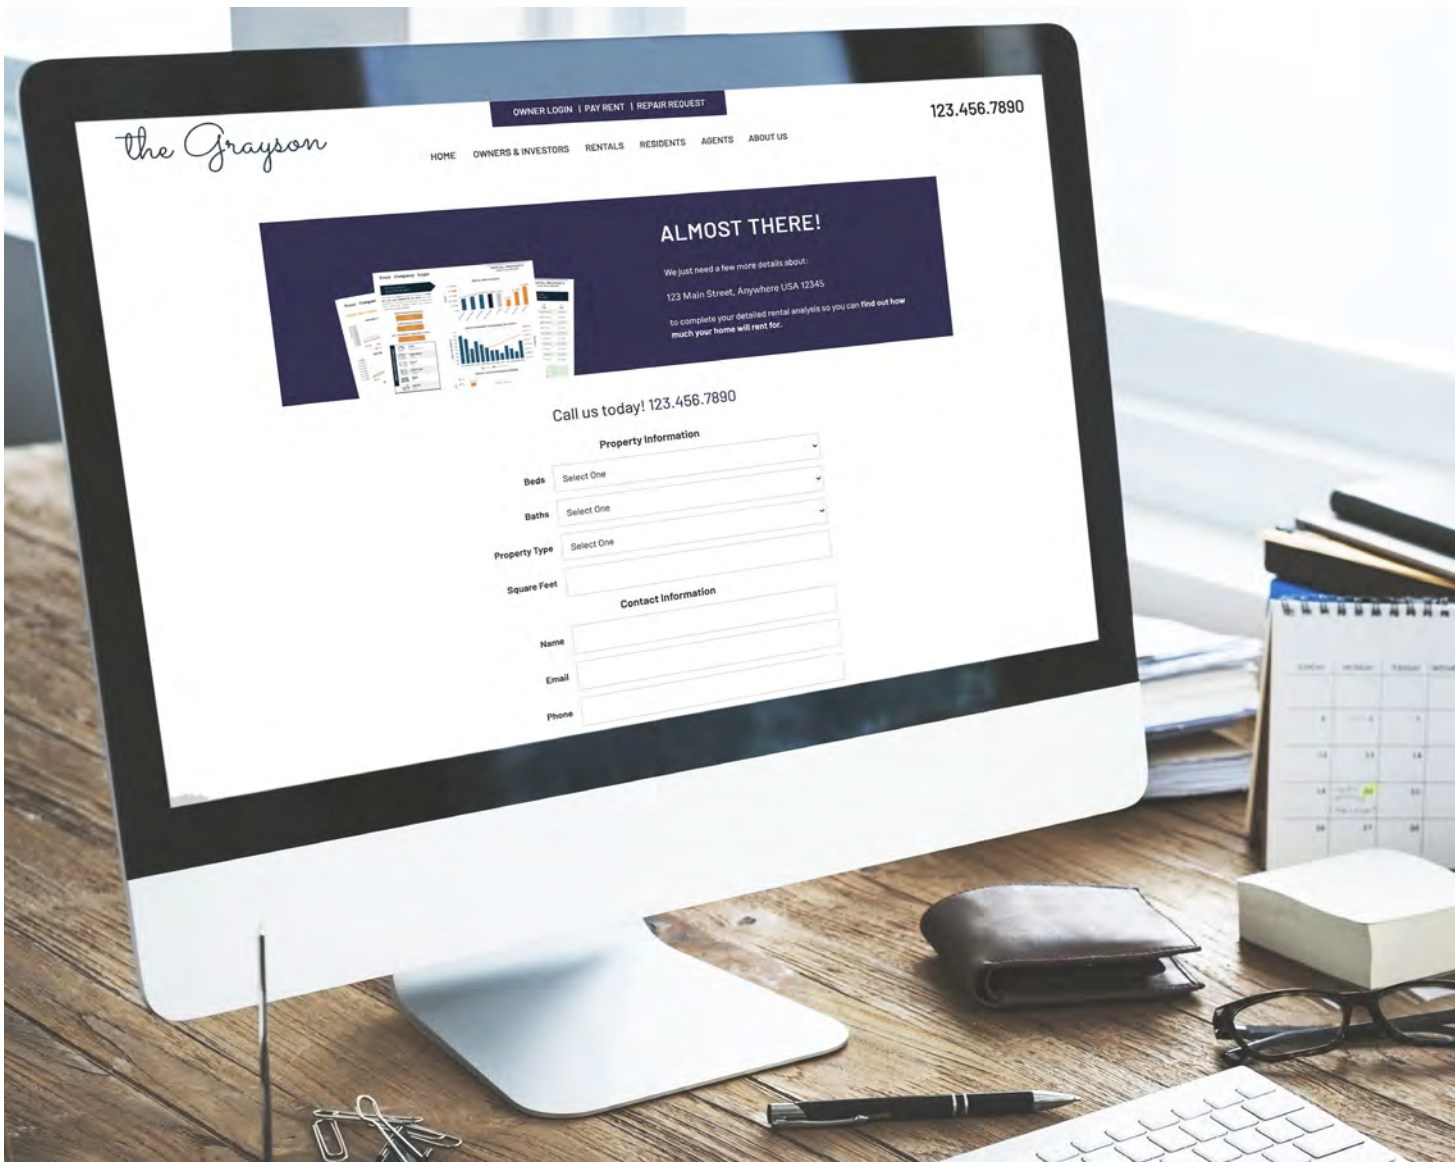 OWNER LOGIN | PAY RENT | REPAIR REQUEST
123.456.7890
the Grayson
HOME OWNERS & INVESTORS RENTALS RESIDENTS AGENTS ABOUT US
ALMOST THERE!
We just need a few more details about:
123 Main Street, Anywhere USA 12345
to complete your detailed rental analysis so you can find out how
much your home will rent for.
Your Company Logo
Call us today! 123.456.7890
Property Information
Beds Select One
Baths Select One
Property Type Select One
Square Feet
Contact Information
Name
Email
Phone